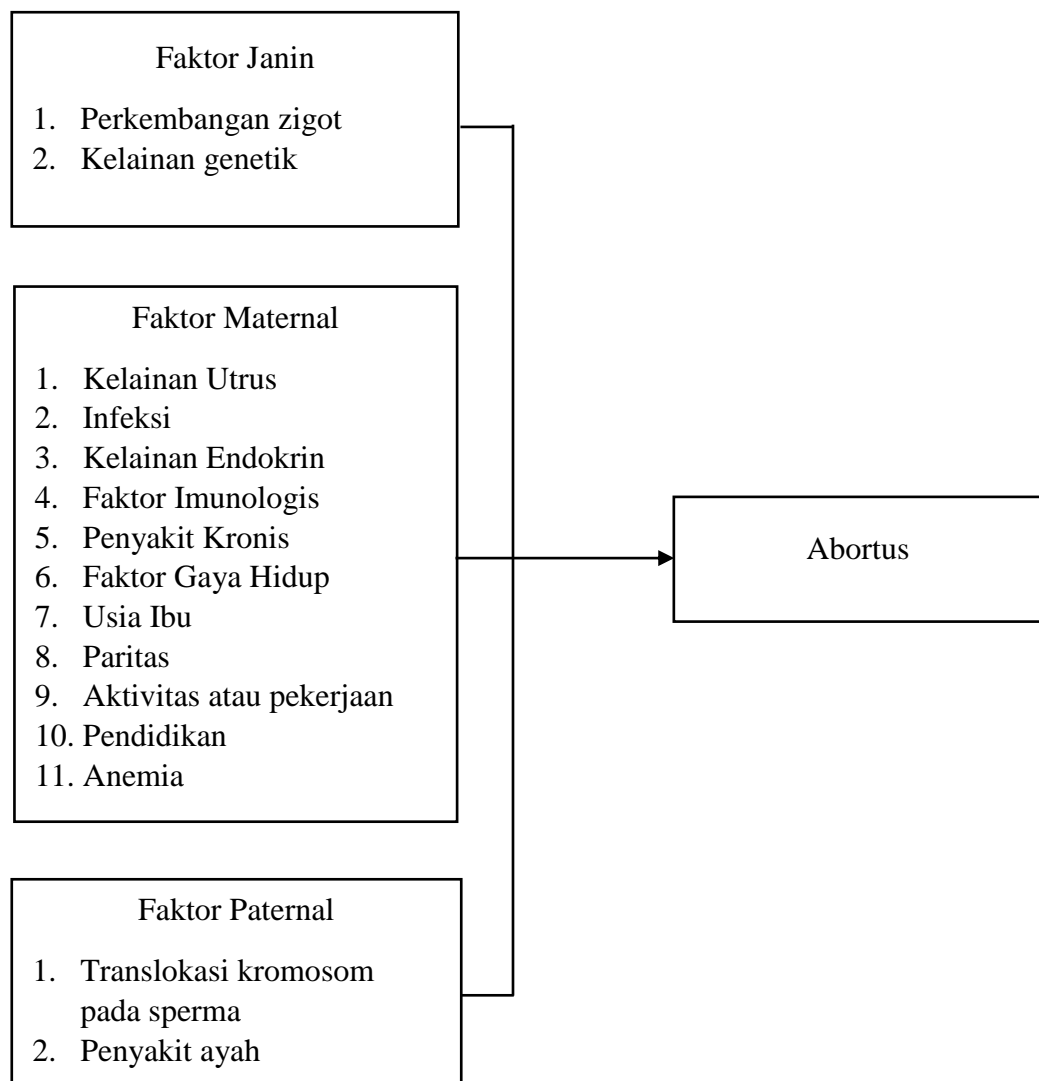 Faktor Janin
1. Perkembangan zigot
2. Kelainan genetik
Faktor Maternal
1. Kelainan Utrus
2. Infeksi
3. Kelainan Endokrin
4. Faktor Imunologis
5. Penyakit Kronis
6. Faktor Gaya Hidup
7. Usia Ibu
8. Paritas
9. Aktivitas atau pekerjaan
10. Pendidikan
11. Anemia
Abortus
Faktor Paternal
1. Translokasi kromosom
pada sperma
2. Penyakit ayah